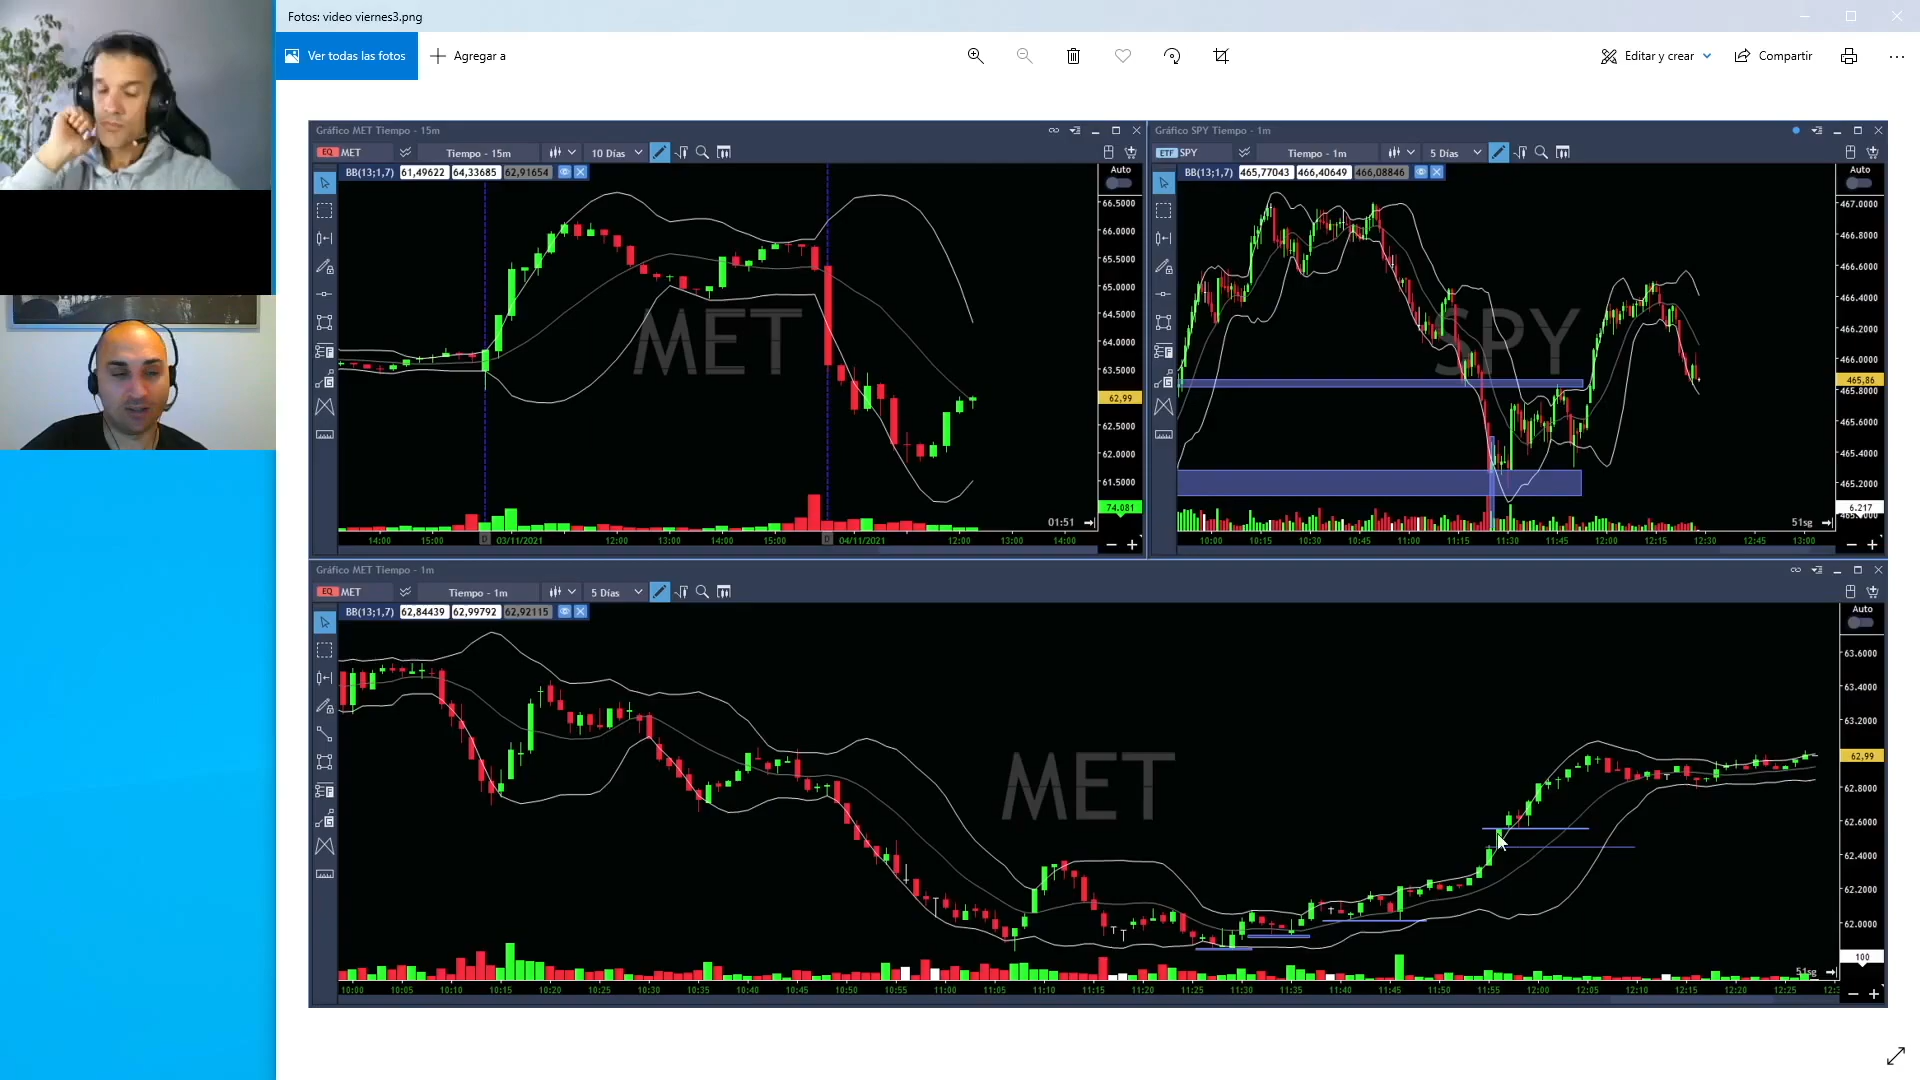 Fotos: video viernes3.png
Ver todas las fotos
Agregar a
Editar y crear
Compartir
Gráfico MET Tiempo - 15m
EQ MET
Tiempo - 15m
10 Días
BB(13;1,7) 61,49622 64,33685 62,91654
Auto
66.5000
66.0000
65.5000
65.0000
64.5000
64.0000
63.5000
62,99
62.5000
62.0000
61.5000
74.081
MET
01:51
14:00 15:00 D 03/11/2021 12:00 13:00 14:00 15:00 D 04/11/2021 12:00 13:00 14:00
Gráfico SPY Tiempo - 1m
ETF SPY
Tiempo - 1m
5 Días
BB(13;1,7) 465,77043 466,40649 466,08846
Auto
467.0000
466.8000
466.6000
466.4000
466.2000
466.0000
465,86
465.8000
465.6000
465.4000
465.2000
6.217
SPY
51sg
10:00 10:15 10:30 10:45 11:00 11:15 11:30 11:45 12:00 12:15 12:30 12:45 13:00
Gráfico MET Tiempo - 1m
EQ MET
Tiempo - 1m
5 Días
BB(13;1,7) 62,84439 62,99792 62,92115
Auto
63.6000
63.4000
63.2000
62,99
62.8000
62.6000
62.4000
62.2000
62.0000
100
MET
51sg
10:00 10:05 10:10 10:15 10:20 10:25 10:30 10:35 10:40 10:45 10:50 10:55 11:00 11:05 11:10 11:15 11:20 11:25 11:30 11:35 11:40 11:45 11:50 11:55 12:00 12:05 12:10 12:15 12:20 12:25